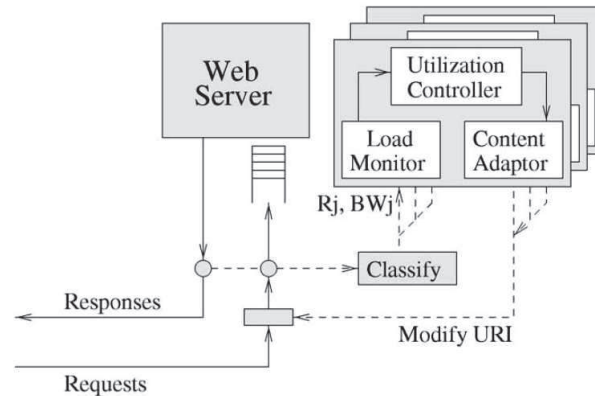 Web
Server
Utilization
Controller
Load
Monitor
Content
Adaptor
Rj, BWj
Classify
Responses
Modify URI
Requests